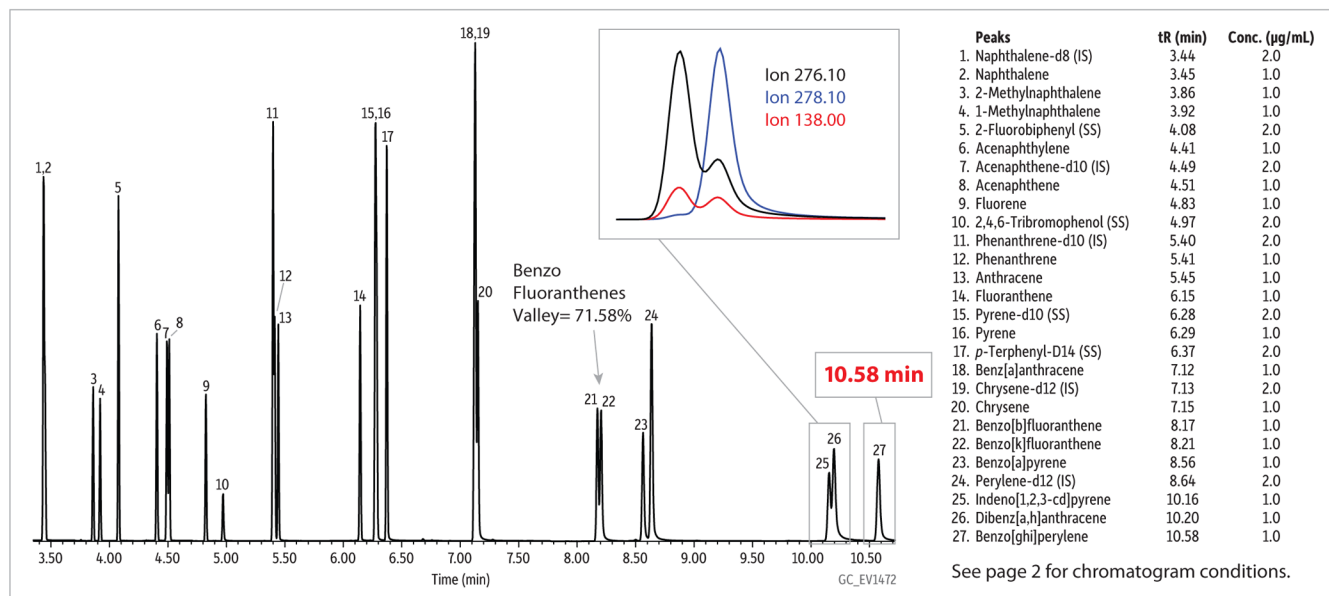 18,19
11
15,16
17
1,2
5
12
13
14
20
6
7
8
3
4
9
10
Benzo
Fluoranthenes
Valley= 71.58%
21
22
24
23
Ion 276.10
Ion 278.10
Ion 138.00
10.58 min
25
26
27
3.50 4.00 4.50 5.00 5.50 6.00 6.50 7.00 7.50 8.00 8.50 9.00 9.50 10.00 10.50
Time (min)
GC_EV1472
Peaks tR (min) Conc. (µg/mL)
1. Naphthalene-d8 (IS) 3.44 2.0
2. Naphthalene 3.45 1.0
3. 2-Methylnaphthalene 3.86 1.0
4. 1-Methylnaphthalene 3.92 1.0
5. 2-Fluorobiphenyl (SS) 4.08 2.0
6. Acenaphthylene 4.41 1.0
7. Acenaphthene-d10 (IS) 4.49 2.0
8. Acenaphthene 4.51 1.0
9. Fluorene 4.83 1.0
10. 2,4,6-Tribromophenol (SS) 4.97 2.0
11. Phenanthrene-d10 (IS) 5.40 2.0
12. Phenanthrene 5.41 1.0
13. Anthracene 5.45 1.0
14. Fluoranthene 6.15 1.0
15. Pyrene-d10 (SS) 6.28 2.0
16. Pyrene 6.29 1.0
17. p-Terphenyl-D14 (SS) 6.37 2.0
18. Benz[a]anthracene 7.12 1.0
19. Chrysene-d12 (IS) 7.13 2.0
20. Chrysene 7.15 1.0
21. Benzo[b]fluoranthene 8.17 1.0
22. Benzo[k]fluoranthene 8.21 1.0
23. Benzo[a]pyrene 8.56 1.0
24. Perylene-d12 (IS) 8.64 2.0
25. Indeno[1,2,3-cd]pyrene 10.16 1.0
26. Dibenz[a,h]anthracene 10.20 1.0
27. Benzo[ghi]perylene 10.58 1.0
See page 2 for chromatogram conditions.